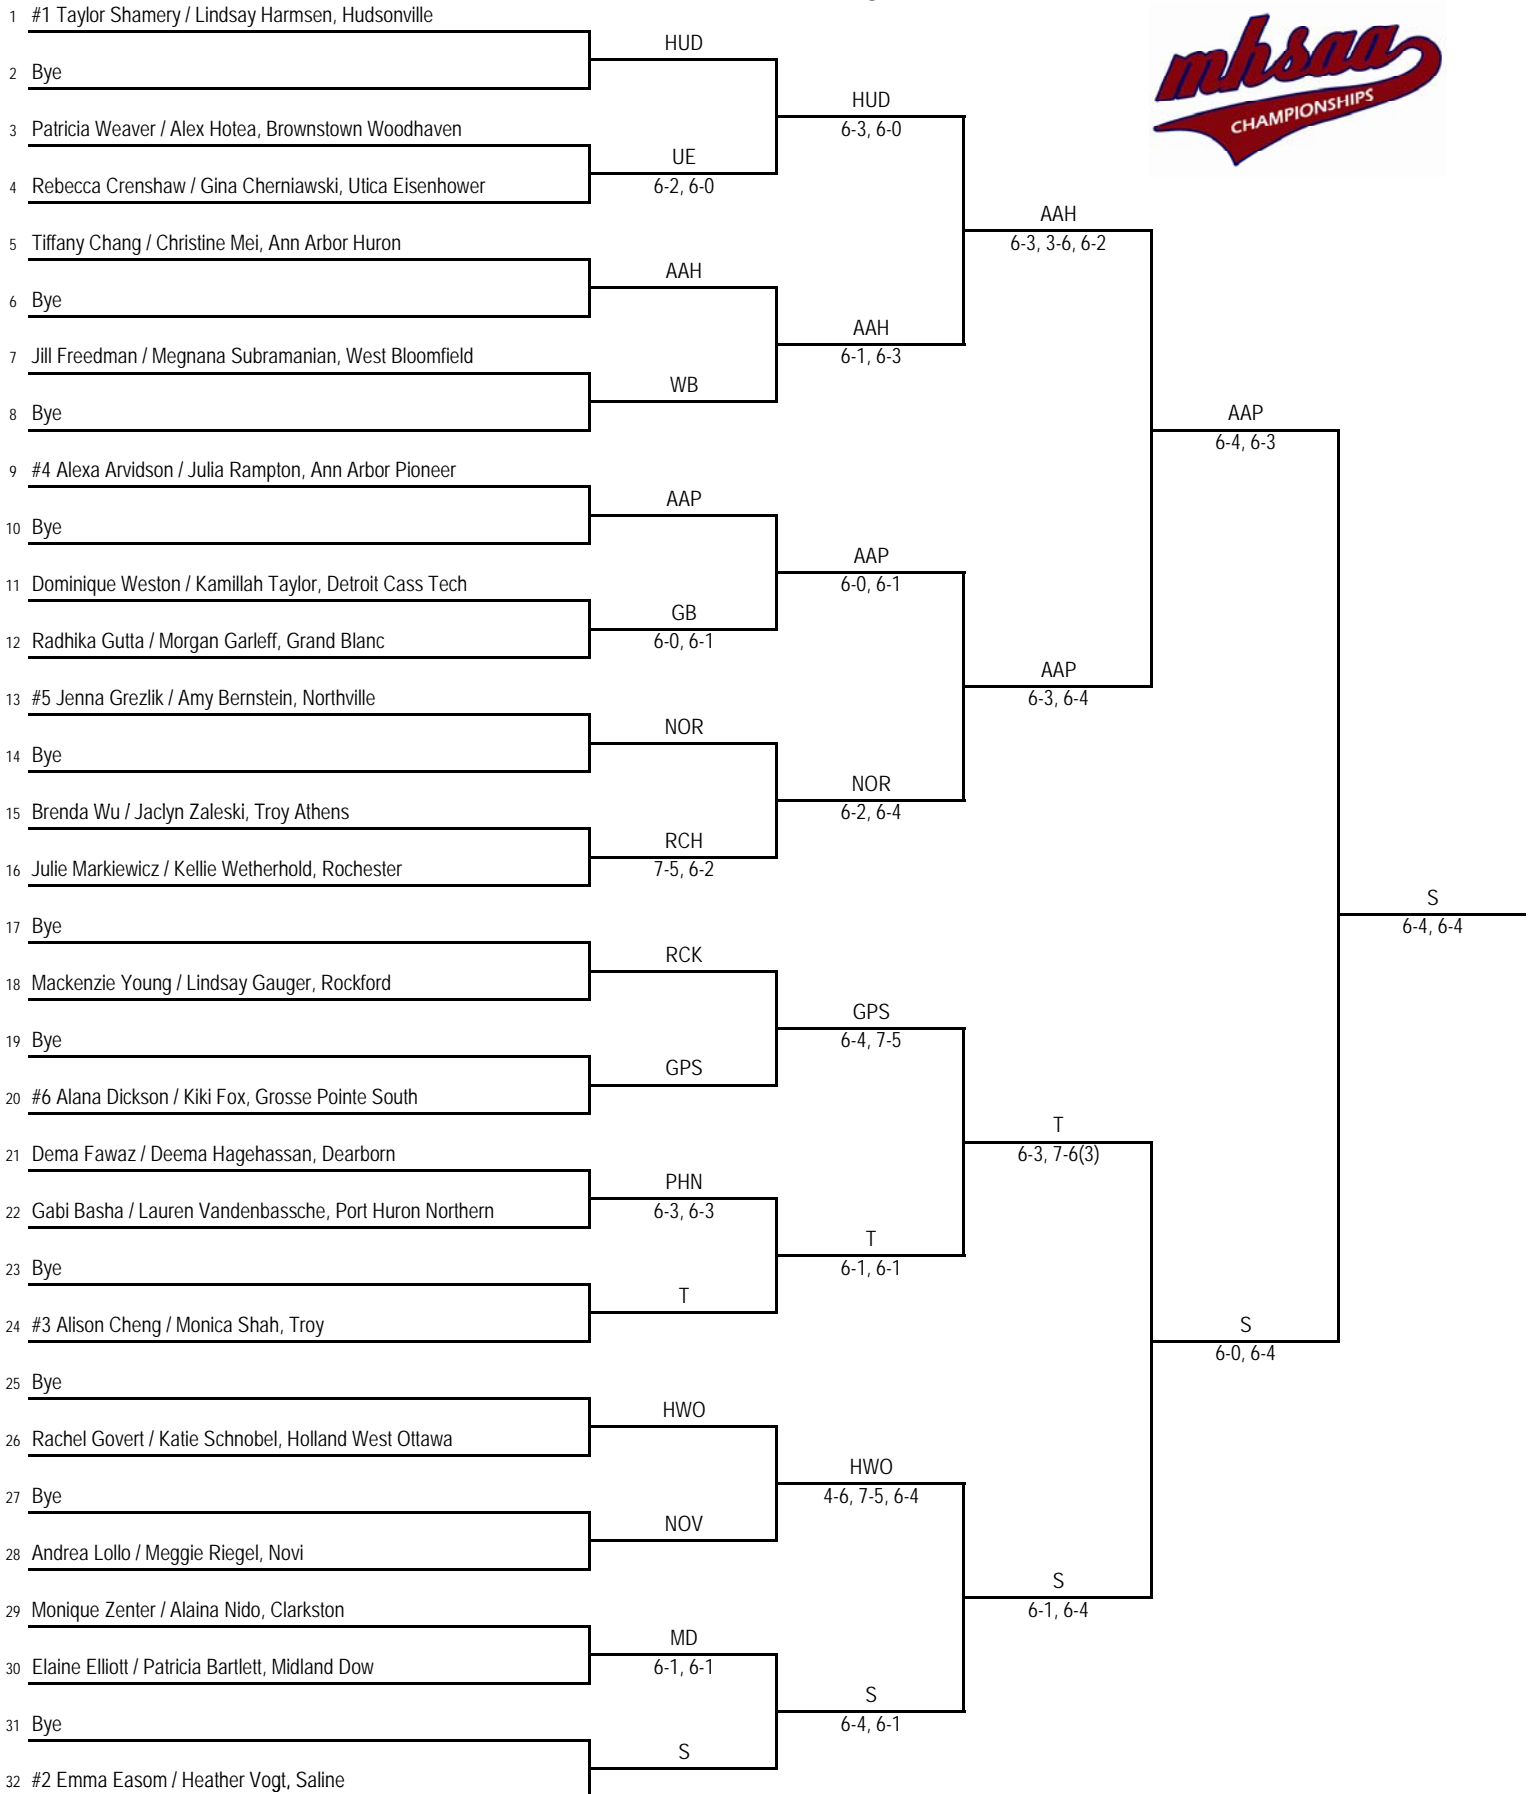 1 #1 Taylor Shamery / Lindsay Harmsen, Hudsonville
2 Bye
3 Patricia Weaver / Alex Hotea, Brownstown Woodhaven
4 Rebecca Crenshaw / Gina Cherniawski, Utica Eisenhower
5 Tiffany Chang / Christine Mei, Ann Arbor Huron
6 Bye
7 Jill Freedman / Megnana Subramanian, West Bloomfield
8 Bye
9 #4 Alexa Arvidson / Julia Rampton, Ann Arbor Pioneer
10 Bye
11 Dominique Weston / Kamillah Taylor, Detroit Cass Tech
12 Radhika Gutta / Morgan Garleff, Grand Blanc
13 #5 Jenna Grezlik / Amy Bernstein, Northville
14 Bye
15 Brenda Wu / Jaclyn Zaleski, Troy Athens
16 Julie Markiewicz / Kellie Wetherhold, Rochester
17 Bye
18 Mackenzie Young / Lindsay Gauger, Rockford
19 Bye
20 #6 Alana Dickson / Kiki Fox, Grosse Pointe South
21 Dema Fawaz / Deema Hagehassan, Dearborn
22 Gabi Basha / Lauren Vandenbassche, Port Huron Northern
23 Bye
24 #3 Alison Cheng / Monica Shah, Troy
25 Bye
26 Rachel Govert / Katie Schnobel, Holland West Ottawa
27 Bye
28 Andrea Lollo / Meggie Riegel, Novi
29 Monique Zenter / Alaina Nido, Clarkston
30 Elaine Elliott / Patricia Bartlett, Midland Dow
31 Bye
32 #2 Emma Easom / Heather Vogt, Saline
HUD
UE
6-2, 6-0
AAH
WB
AAP
GB
6-0, 6-1
NOR
RCH
7-5, 6-2
RCK
GPS
PHN
6-3, 6-3
T
HWO
NOV
MD
6-1, 6-1
S
HUD
6-3, 6-0
AAH
6-1, 6-3
AAP
6-0, 6-1
NOR
6-2, 6-4
GPS
6-4, 7-5
T
6-1, 6-1
HWO
4-6, 7-5, 6-4
S
6-4, 6-1
AAH
6-3, 3-6, 6-2
AAP
6-3, 6-4
T
6-3, 7-6(3)
S
6-1, 6-4
AAP
6-4, 6-3
S
6-0, 6-4
S
6-4, 6-4
mhsaa
CHAMPIONSHIPS